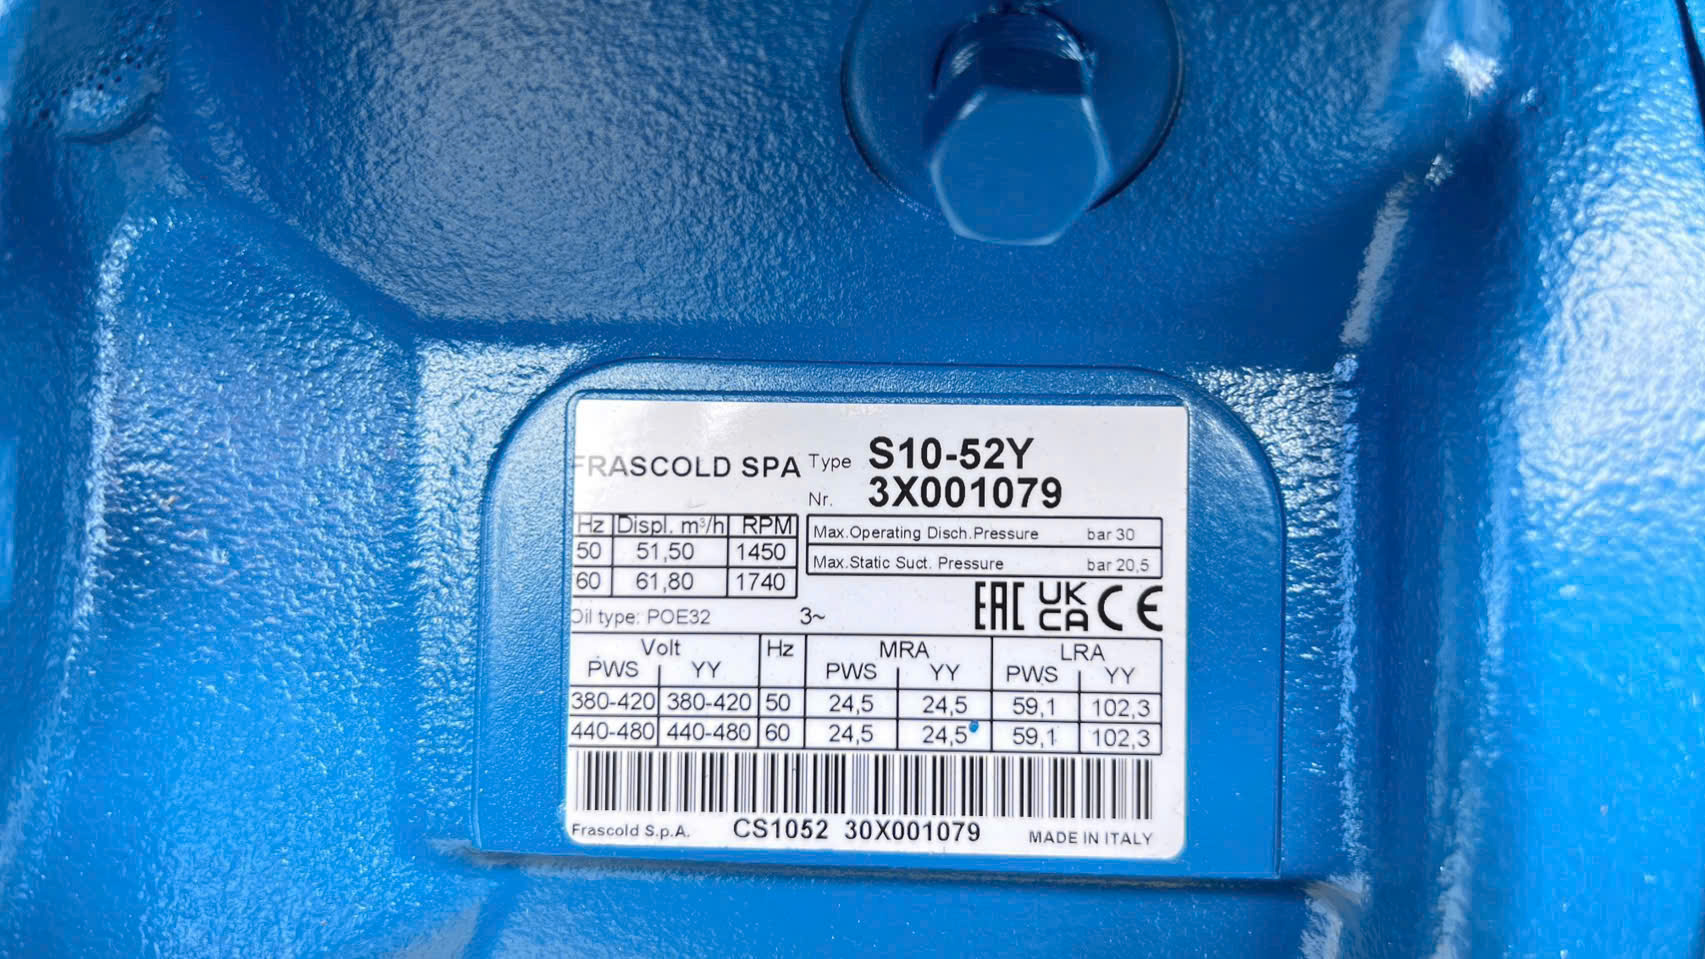 FRASCOLD SPA Type S10-52Y
Nr. 3X001079
Hz Displ. m³/h RPM
50 51,50 1450
60 61,80 1740
Max.Operating Disch.Pressure bar 30
Max.Static Suct. Pressure bar 20,5
Oil type: POE32 3~
EAC UK CA CE
Volt Hz MRA LRA
PWS YY PWS YY PWS YY
380-420 380-420 50 24,5 24,5 59,1 102,3
440-480 440-480 60 24,5 24,5 59,1 102,3
Frascold S.p.A. CS1052 30X001079 MADE IN ITALY